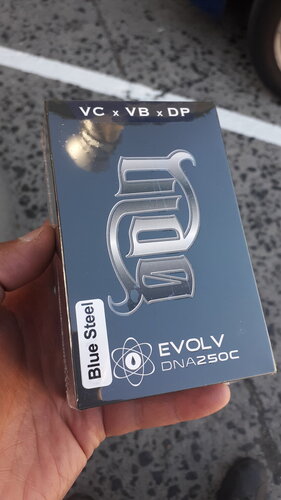 VC x VB x DP
Blue Steel
EVOLV
DNA250C